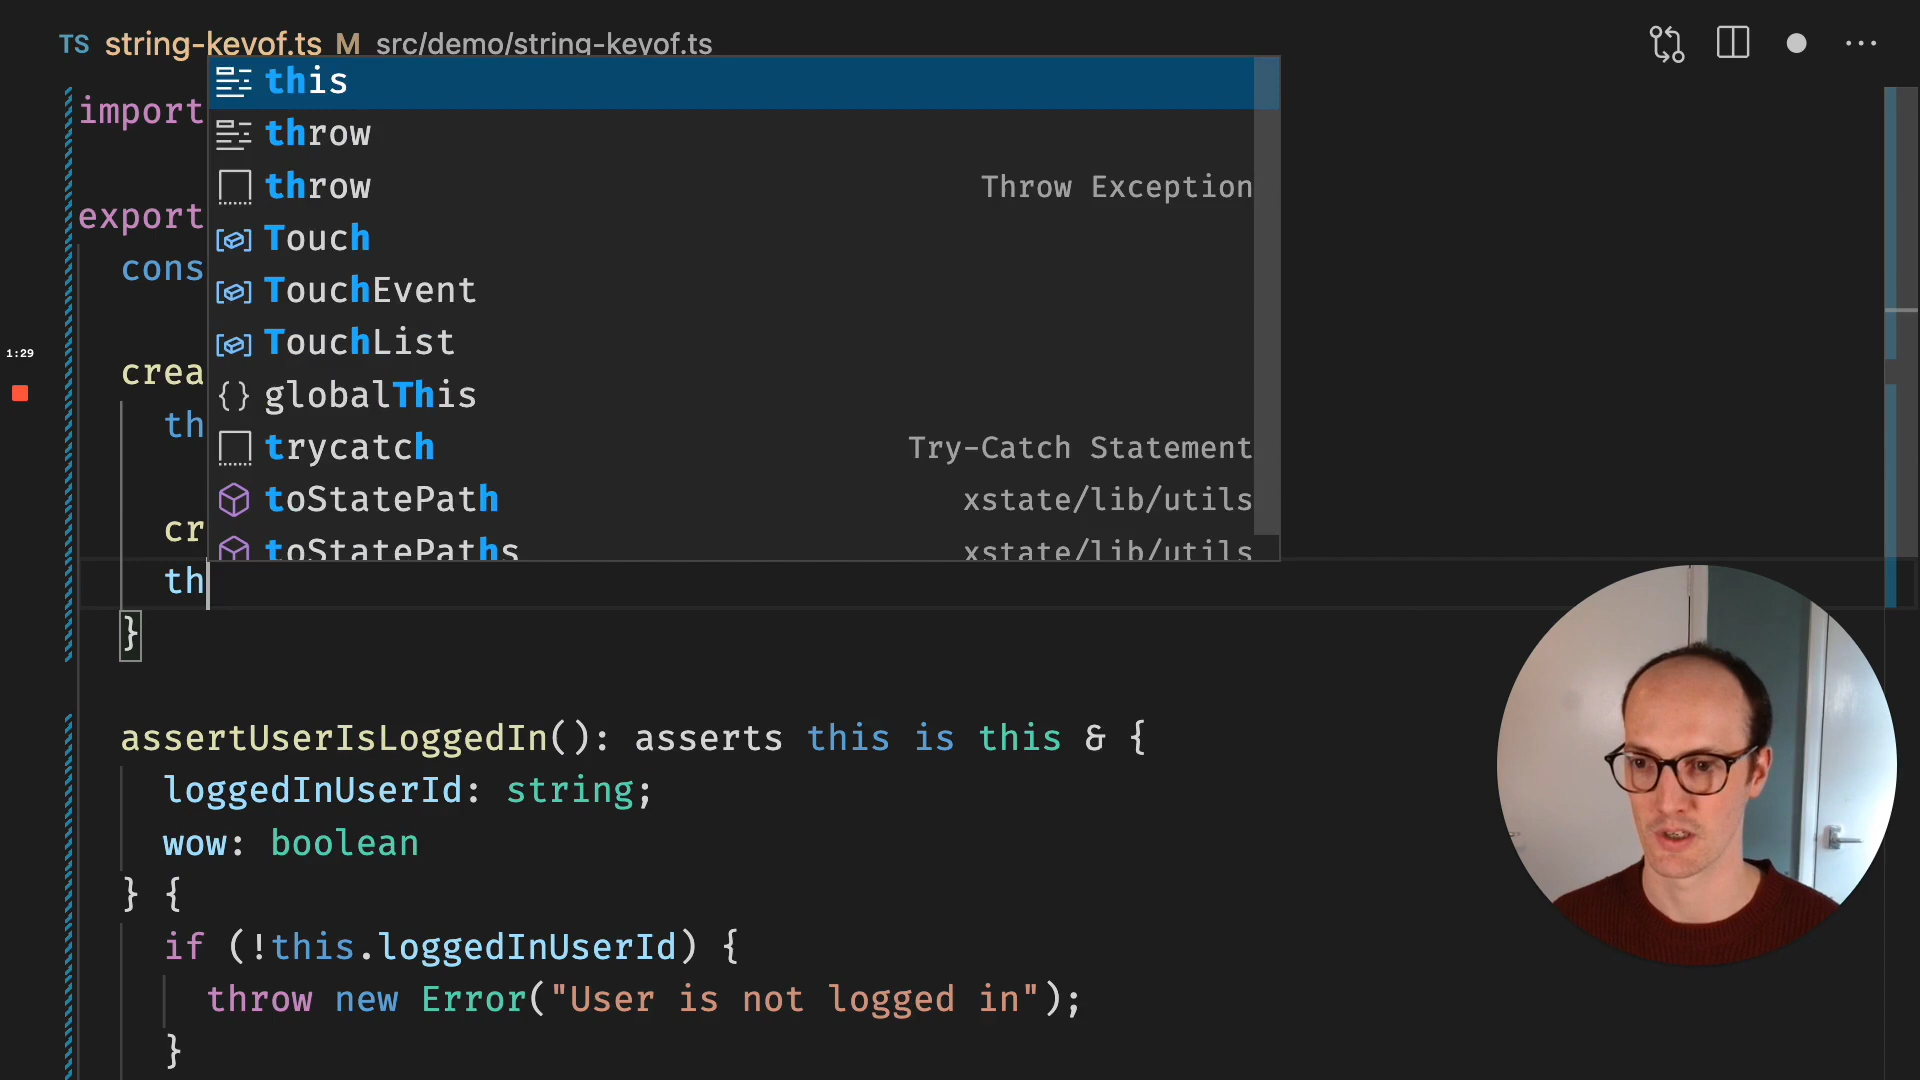 TS string-keyof.ts M src/demo/string-keyof.ts
this
import
throw
throw Throw Exception
export
Touch
cons
TouchEvent
TouchList
1:29
crea
globalThis
th
trycatch Try-Catch Statement
toStatePath xstate/lib/utils
cr
toStatePaths xstate/lib/utils
th
}
assertUserIsLoggedIn(): asserts this is this & {
loggedInUserId: string;
wow: boolean
} {
if (!this.loggedInUserId) {
throw new Error("User is not logged in");
}